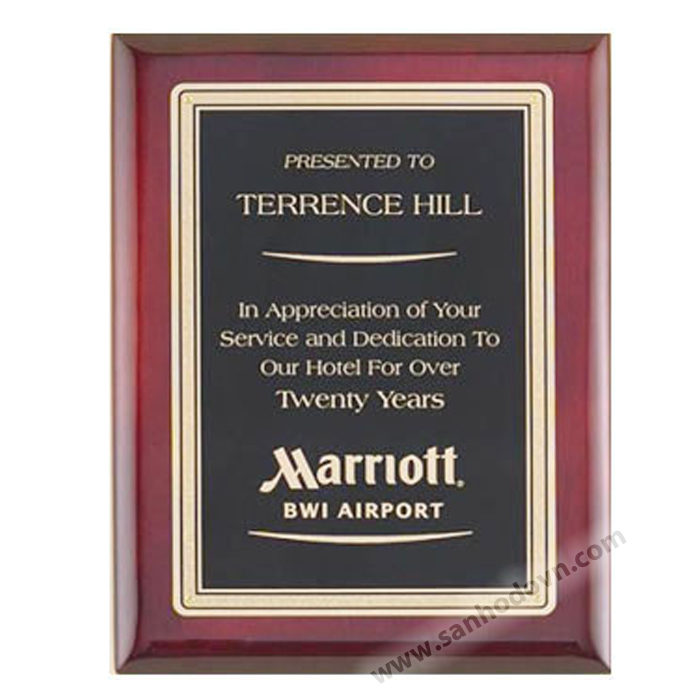 PRESENTED TO
TERRENCE HILL
In Appreciation of Your
Service and Dedication To
Our Hotel For Over
Twenty Years
Marriott.
BWI AIRPORT
www.sanhodovn.com